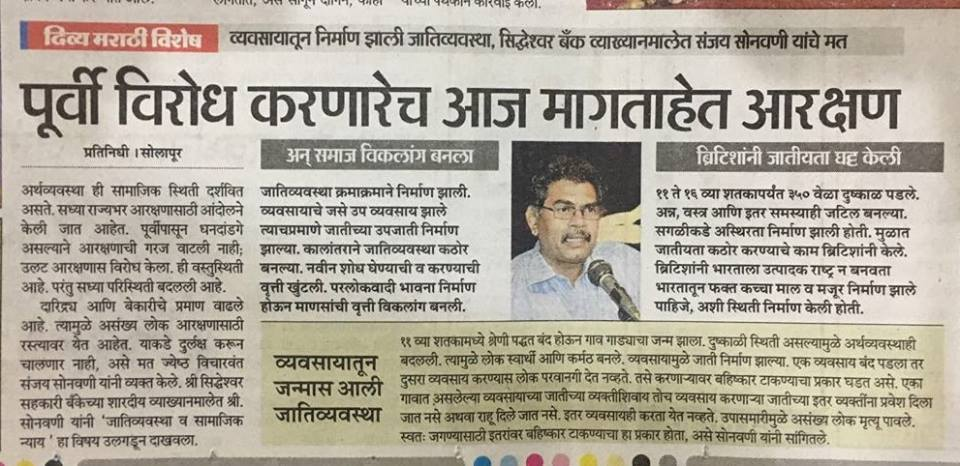 दिव्य मराठी विशेष
व्यवसायातून निर्माण झाली जातिव्यवस्था, सिद्धेश्वर बँक व्याख्यानमालेत संजय सोनवणी यांचे मत
पूर्वी विरोध करणारेच आज मागताहेत आरक्षण
प्रतिनिधी । सोलापूर
अर्थव्यवस्था ही सामाजिक स्थिती दर्शवित
असते. सध्या राज्यभर आरक्षणासाठी आंदोलने
केली जात आहेत. पूर्वीपासून धनदांडगे
असल्याने आरक्षणाची गरज वाटली नाही;
उलट आरक्षणास विरोध केला. ही वस्तुस्थिती
आहे. परंतु सध्या परिस्थिती बदलली आहे.
दारिद्र्य आणि बेकारीचे प्रमाण वाढले
आहे. त्यामुळे असंख्य लोक आरक्षणासाठी
रस्त्यावर येत आहेत. याकडे दुर्लक्ष करून
चालणार नाही, असे मत ज्येष्ठ विचारवंत
संजय सोनवणी यांनी व्यक्त केले. श्री सिद्धेश्वर
सहकारी बँकेच्या शारदीय व्याख्यानमालेत श्री.
सोनवणी यांनी 'जातिव्यवस्था व सामाजिक
न्याय ' हा विषय उलगडून दाखवला.
अन् समाज विकलांग बनला
जातिव्यवस्था क्रमाक्रमाने निर्माण झाली.
व्यवसायाचे जसे उप व्यवसाय झाले
त्याचप्रमाणे जातीच्या उपजाती निर्माण
झाल्या. कालांतराने जातिव्यवस्था कठोर
बनल्या. नवीन शोध घेण्याची व करण्याची
वृत्ती खुंटली. परलोकवादी भावना निर्माण
होऊन माणसांची वृत्ती विकलांग बनली.
ब्रिटिशांनी जातीयता घट्ट केली
११ ते १६ व्या शतकापर्यंत ३५० वेळा दुष्काळ पडले.
अन्न, वस्त्र आणि इतर समस्याही जटिल बनल्या.
सगळीकडे अस्थिरता निर्माण झाली होती. मुळात
जातीयता कठोर करण्याचे काम ब्रिटिशांनी केले.
ब्रिटिशांनी भारताला उत्पादक राष्ट्र न बनवता
भारतातून फक्त कच्चा माल व मजूर निर्माण झाले
पाहिजे, अशी स्थिती निर्माण केली होती.
व्यवसायातून
जन्मास आली
जातिव्यवस्था
११ व्या शतकामध्ये श्रेणी पद्धत बंद होऊन गाव गाड्याचा जन्म झाला. दुष्काळी स्थिती असल्यामुळे अर्थव्यवस्थाही
बदलली. त्यामुळे लोक स्वार्थी आणि कर्मठ बनले. व्यवसायामुळे जाती निर्माण झाल्या. एक व्यवसाय बंद पडला तर
दुसरा व्यवसाय करण्यास लोक परवानगी देत नव्हते. तसे करणाऱ्यावर बहिष्कार टाकण्याचा प्रकार घडत असे. एका
गावात असलेल्या व्यवसायाच्या जातीच्या व्यक्तीशिवाय तोच व्यवसाय करणाऱ्या जातीच्या इतर व्यक्तींना प्रवेश दिला
जात नसे अथवा राहू दिले जात नसे. इतर व्यवसायही करता येत नव्हते. उपासमारीमुळे असंख्य लोक मृत्यू पावले.
स्वतः जगण्यासाठी इतरांवर बहिष्कार टाकण्याचा हा प्रकार होता, असे सोनवणी यांनी सांगितले.